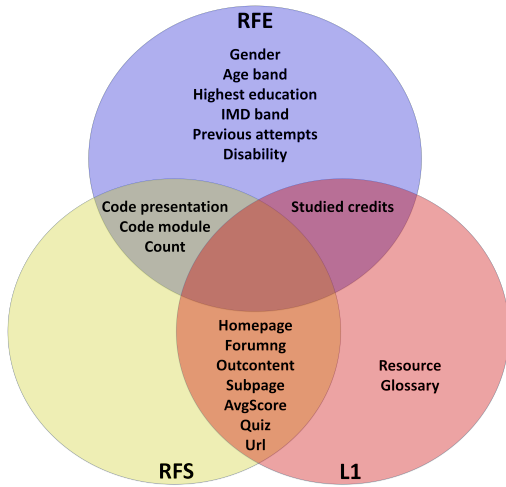 RFE
Gender
Age band
Highest education
IMD band
Previous attempts
Disability
Code presentation
Code module
Count
Studied credits
Homepage
Forumng
Outcontent
Subpage
AvgScore
Quiz
Url
Resource
Glossary
RFS
L1